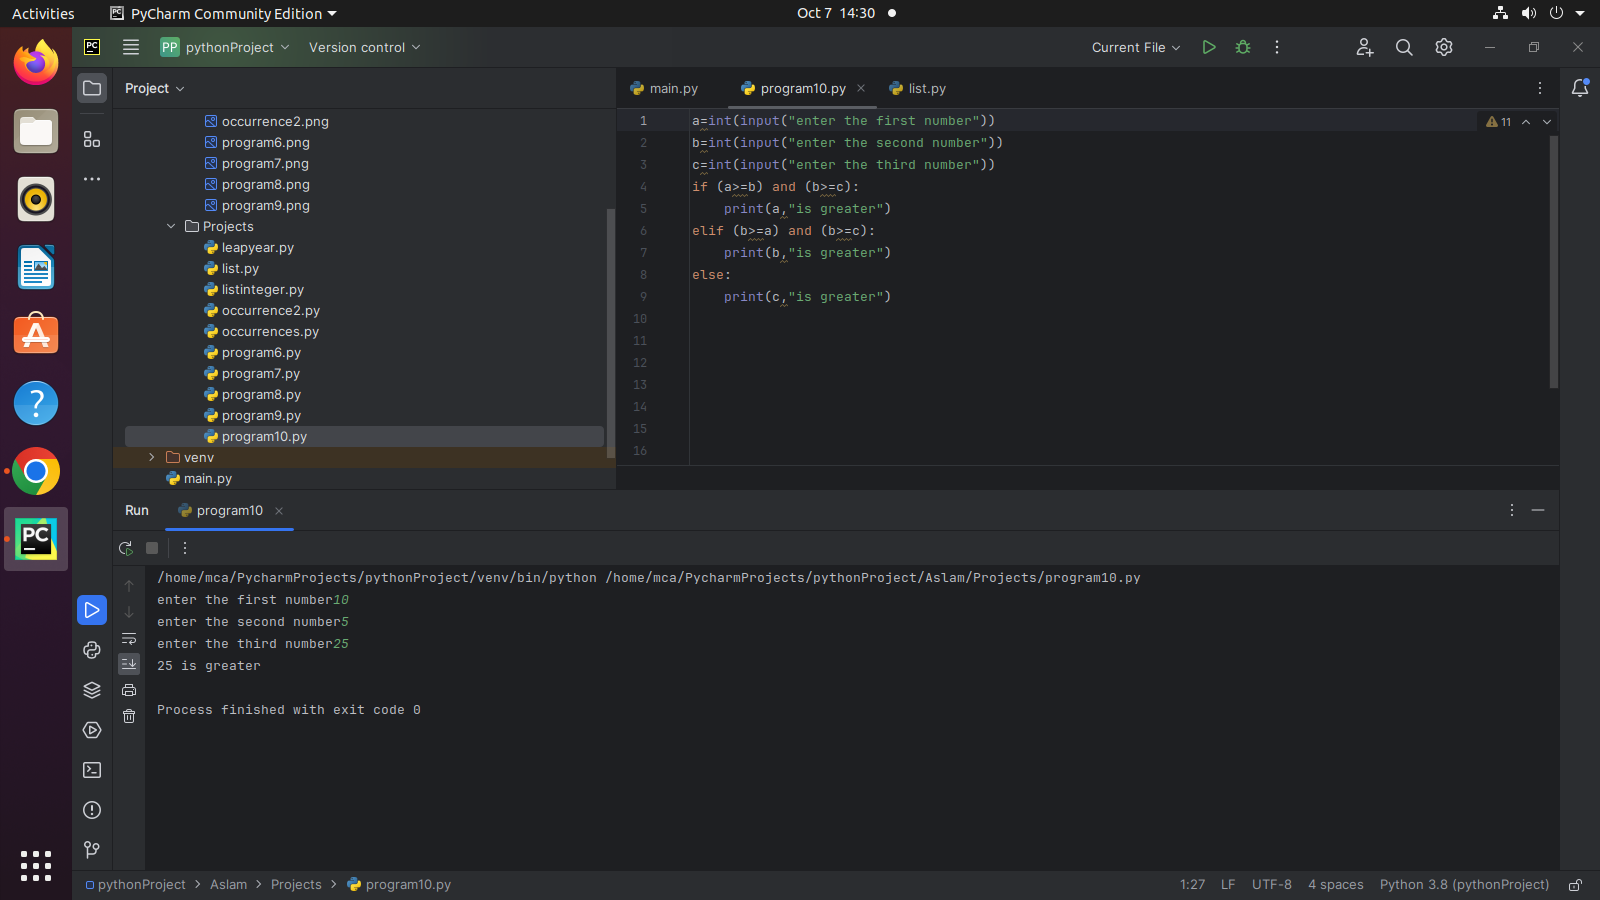 Activities
PyCharm Community Edition
Oct 7 14:30
PC
PP pythonProject
Version control
Current File
Project
main.py
program10.py
list.py
occurrence2.png
program6.png
program7.png
program8.png
program9.png
Projects
leapyear.py
list.py
listinteger.py
occurrence2.py
occurrences.py
program6.py
program7.py
program8.py
program9.py
program10.py
venv
main.py
11
1 a=int(input("enter the first number"))
2 b=int(input("enter the second number"))
3 c=int(input("enter the third number"))
4 if (a>=b) and (b>=c):
5     print(a,"is greater")
6 elif (b>=a) and (b>=c):
7     print(b,"is greater")
8 else:
9     print(c,"is greater")
10
11
12
13
14
15
16
PC
Run
program10
/home/mca/PycharmProjects/pythonProject/venv/bin/python /home/mca/PycharmProjects/pythonProject/Aslam/Projects/program10.py
enter the first number10
enter the second number5
enter the third number25
25 is greater
Process finished with exit code 0
pythonProject > Aslam > Projects > program10.py
1:27 LF UTF-8 4 spaces Python 3.8 (pythonProject)